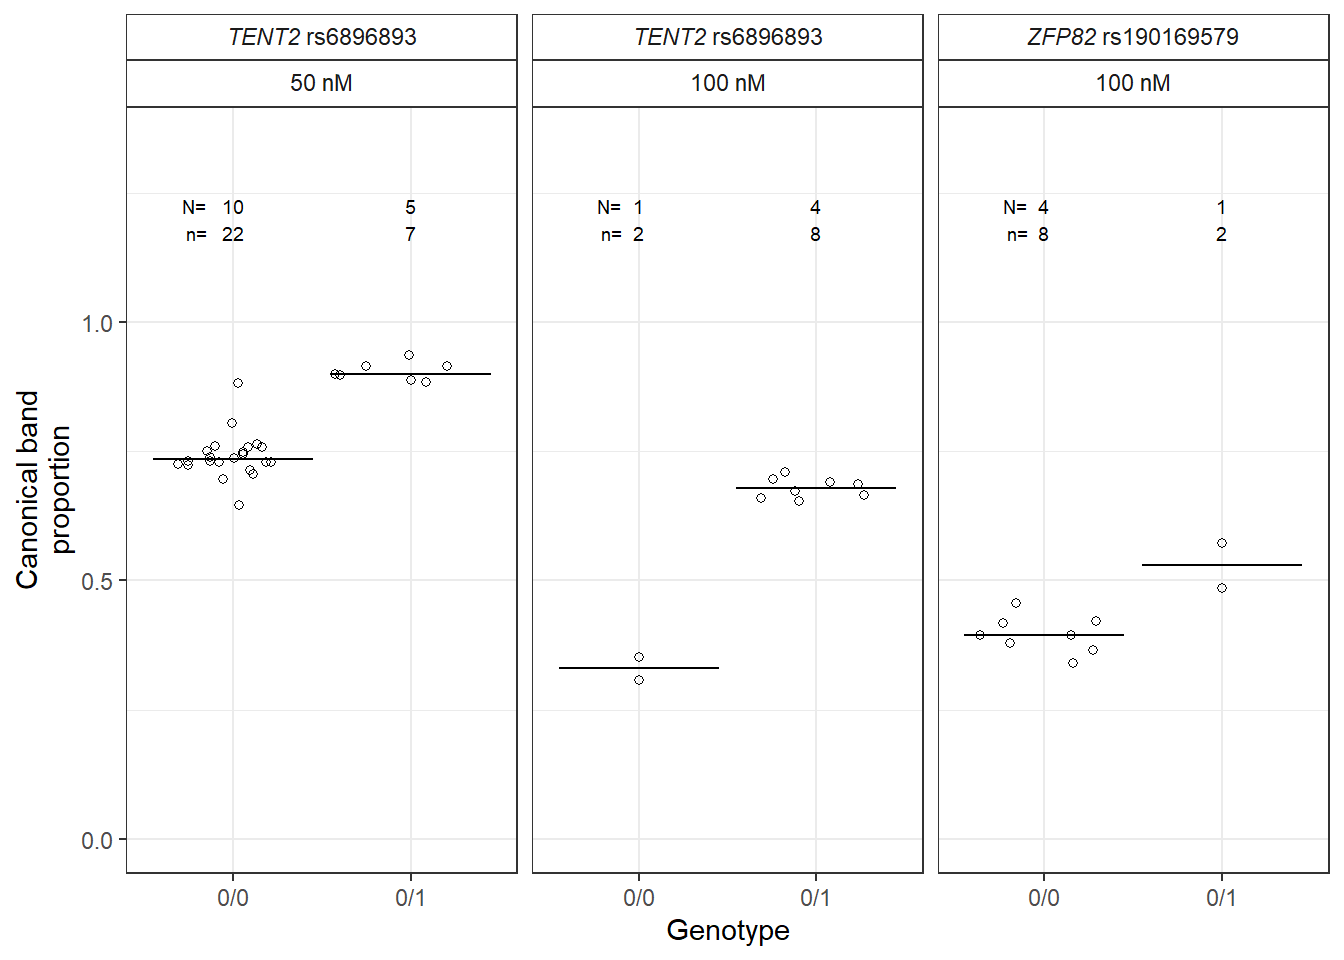 TENT2 rs6896893
50 nM
TENT2 rs6896893
100 nM
ZFP82 rs190169579
100 nM
N= 10 5
n= 22 7
N= 1 4
n= 2 8
N= 4 1
n= 8 2
Canonical band
proportion
1.0
0.5
0.0
0/0 0/1
0/0 0/1
0/0 0/1
Genotype